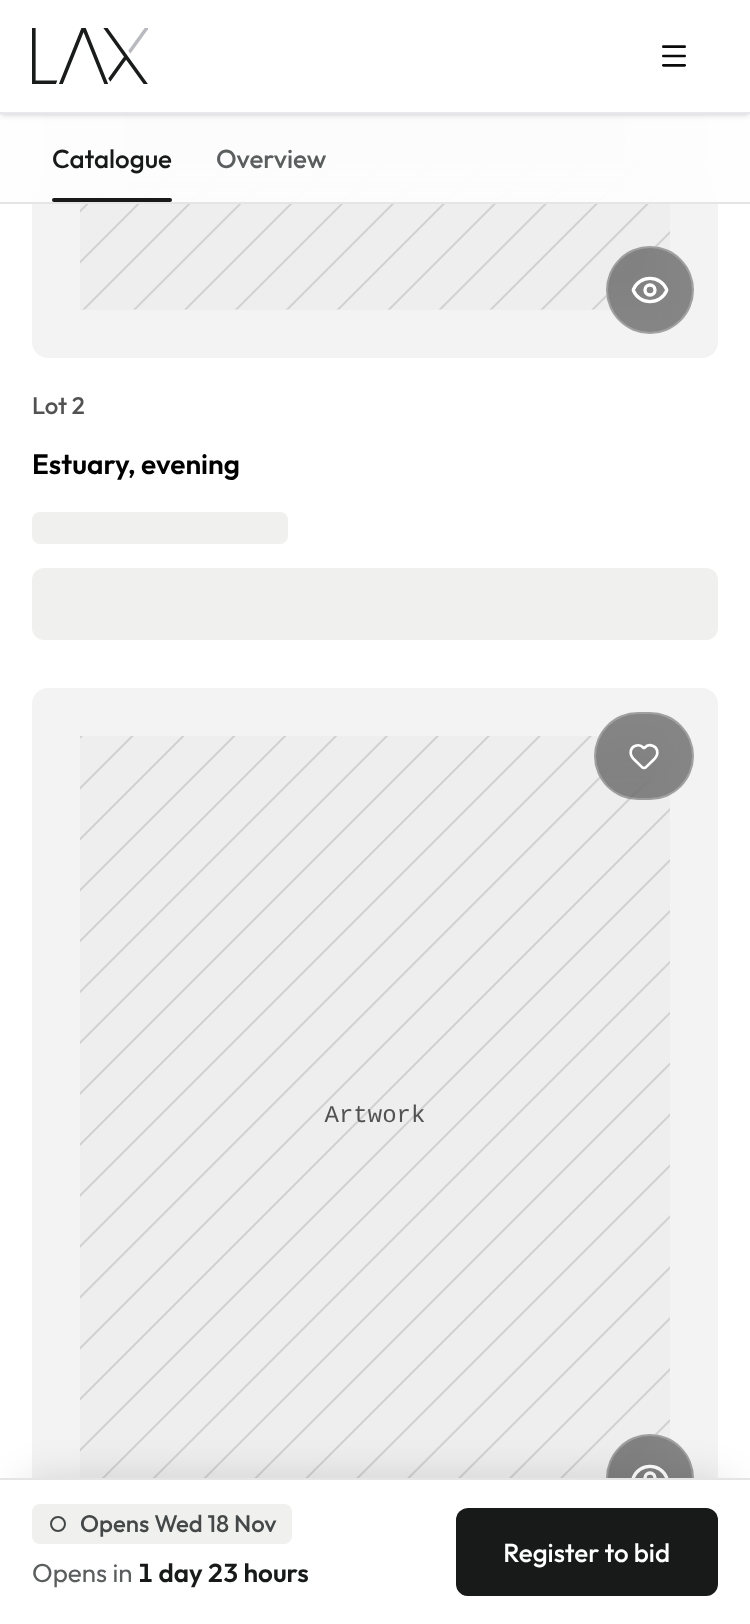 LAX
Catalogue
Overview
Lot 2
Estuary, evening
Artwork
Opens Wed 18 Nov
Opens in 1 day 23 hours
Register to bid